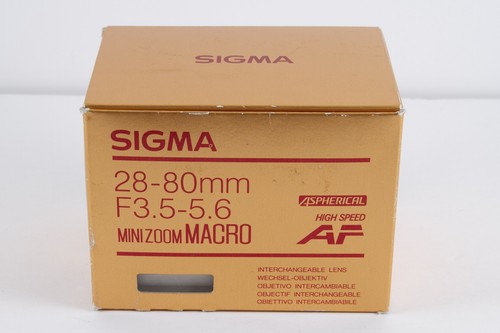 SIGMA
SIGMA
28-80mm
F3.5-5.6
MINI ZOOM MACRO
ASPHERICAL
HIGH SPEED
AF
INTERCHANGEABLE LENS
WECHSEL-OBJEKTIV
OBJETIVO INTERCAMBIABLE
OBJECTIF INTERCHANGEABLE
OBIETTIVO INTERCAMBIABILE